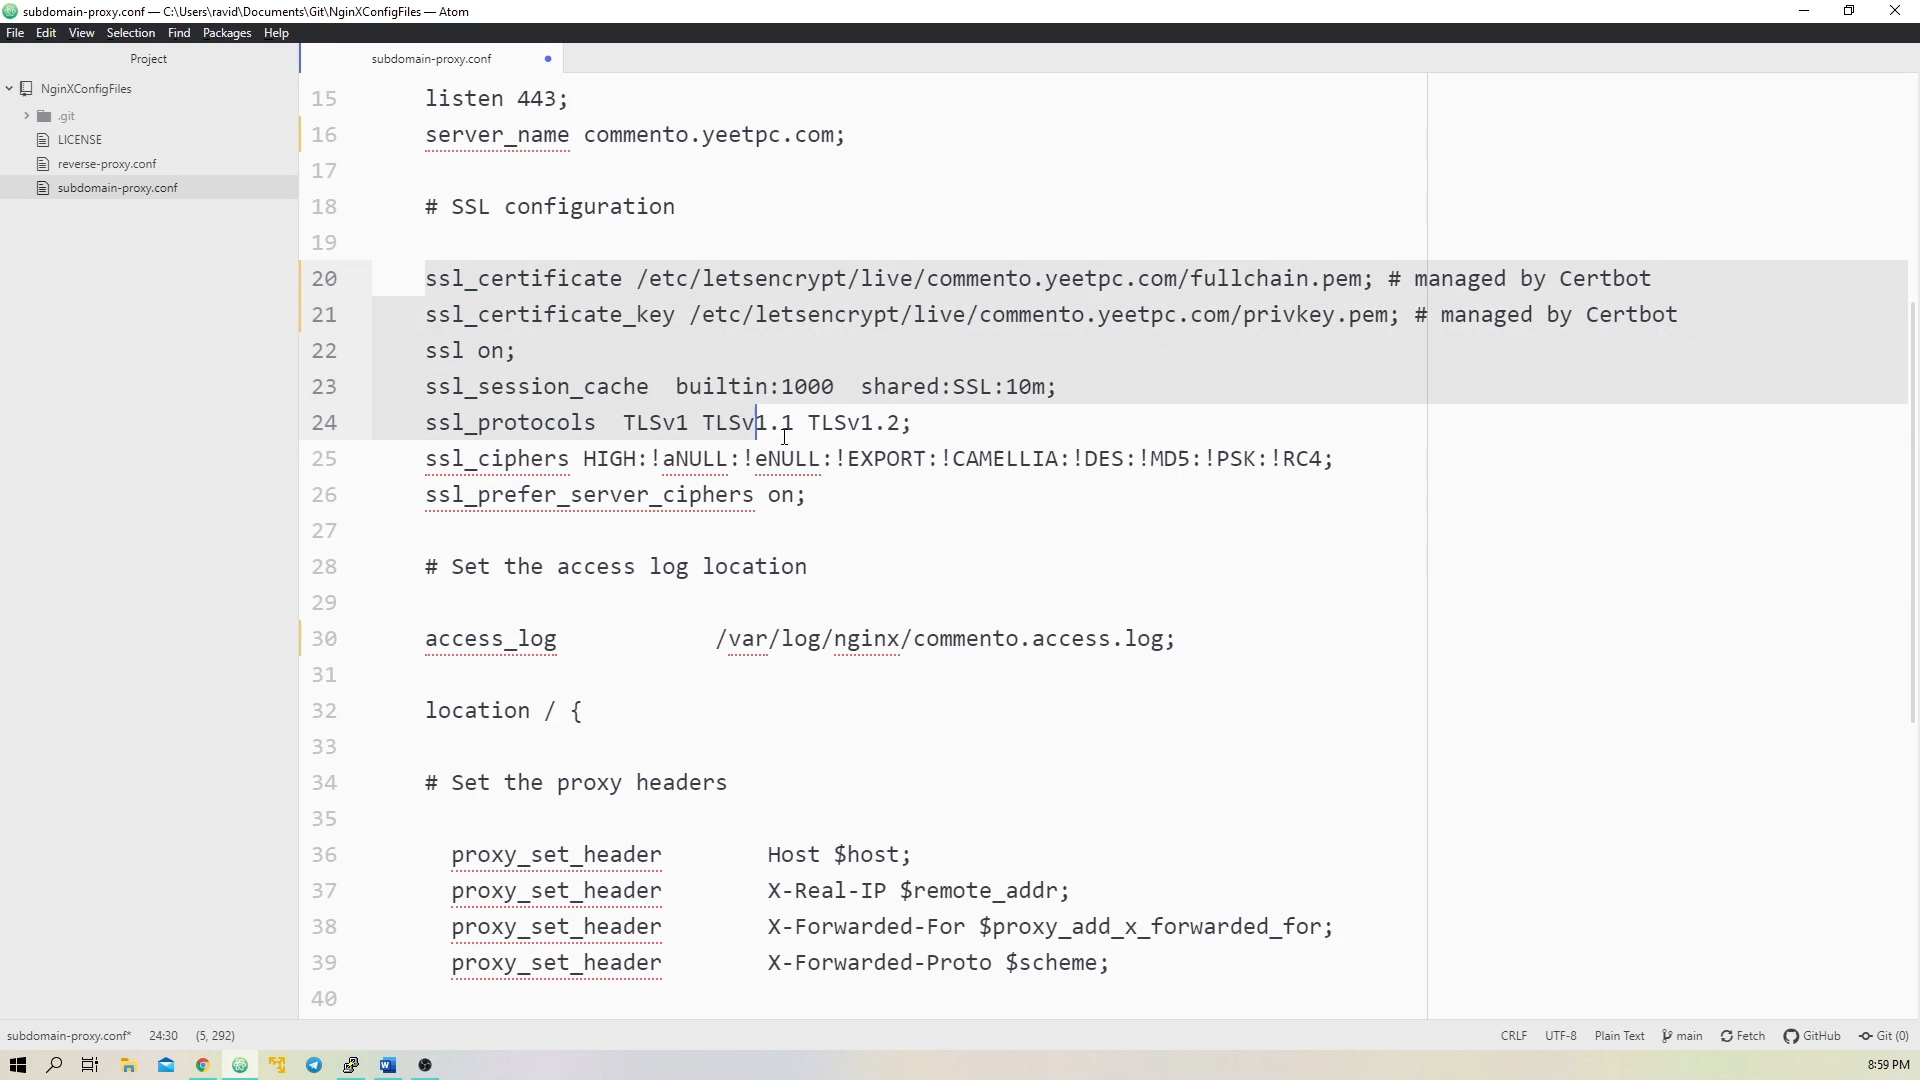 subdomain-proxy.conf — C:\Users\ravid\Documents\Git\NginXConfigFiles — Atom
File Edit View Selection Find Packages Help
Project
NginXConfigFiles
.git
LICENSE
reverse-proxy.conf
subdomain-proxy.conf
subdomain-proxy.conf
15 listen 443;
16 server_name commento.yeetpc.com;
17
18 # SSL configuration
19
20 ssl_certificate /etc/letsencrypt/live/commento.yeetpc.com/fullchain.pem; # managed by Certbot
21 ssl_certificate_key /etc/letsencrypt/live/commento.yeetpc.com/privkey.pem; # managed by Certbot
22 ssl on;
23 ssl_session_cache  builtin:1000  shared:SSL:10m;
24 ssl_protocols  TLSv1 TLSv1.1 TLSv1.2;
25 ssl_ciphers HIGH:!aNULL:!eNULL:!EXPORT:!CAMELLIA:!DES:!MD5:!PSK:!RC4;
26 ssl_prefer_server_ciphers on;
27
28 # Set the access log location
29
30 access_log            /var/log/nginx/commento.access.log;
31
32 location / {
33
34 # Set the proxy headers
35
36 proxy_set_header        Host $host;
37 proxy_set_header        X-Real-IP $remote_addr;
38 proxy_set_header        X-Forwarded-For $proxy_add_x_forwarded_for;
39 proxy_set_header        X-Forwarded-Proto $scheme;
40
subdomain-proxy.conf* 24:30 (5, 292) CRLF UTF-8 Plain Text main Fetch GitHub Git (0)
8:59 PM